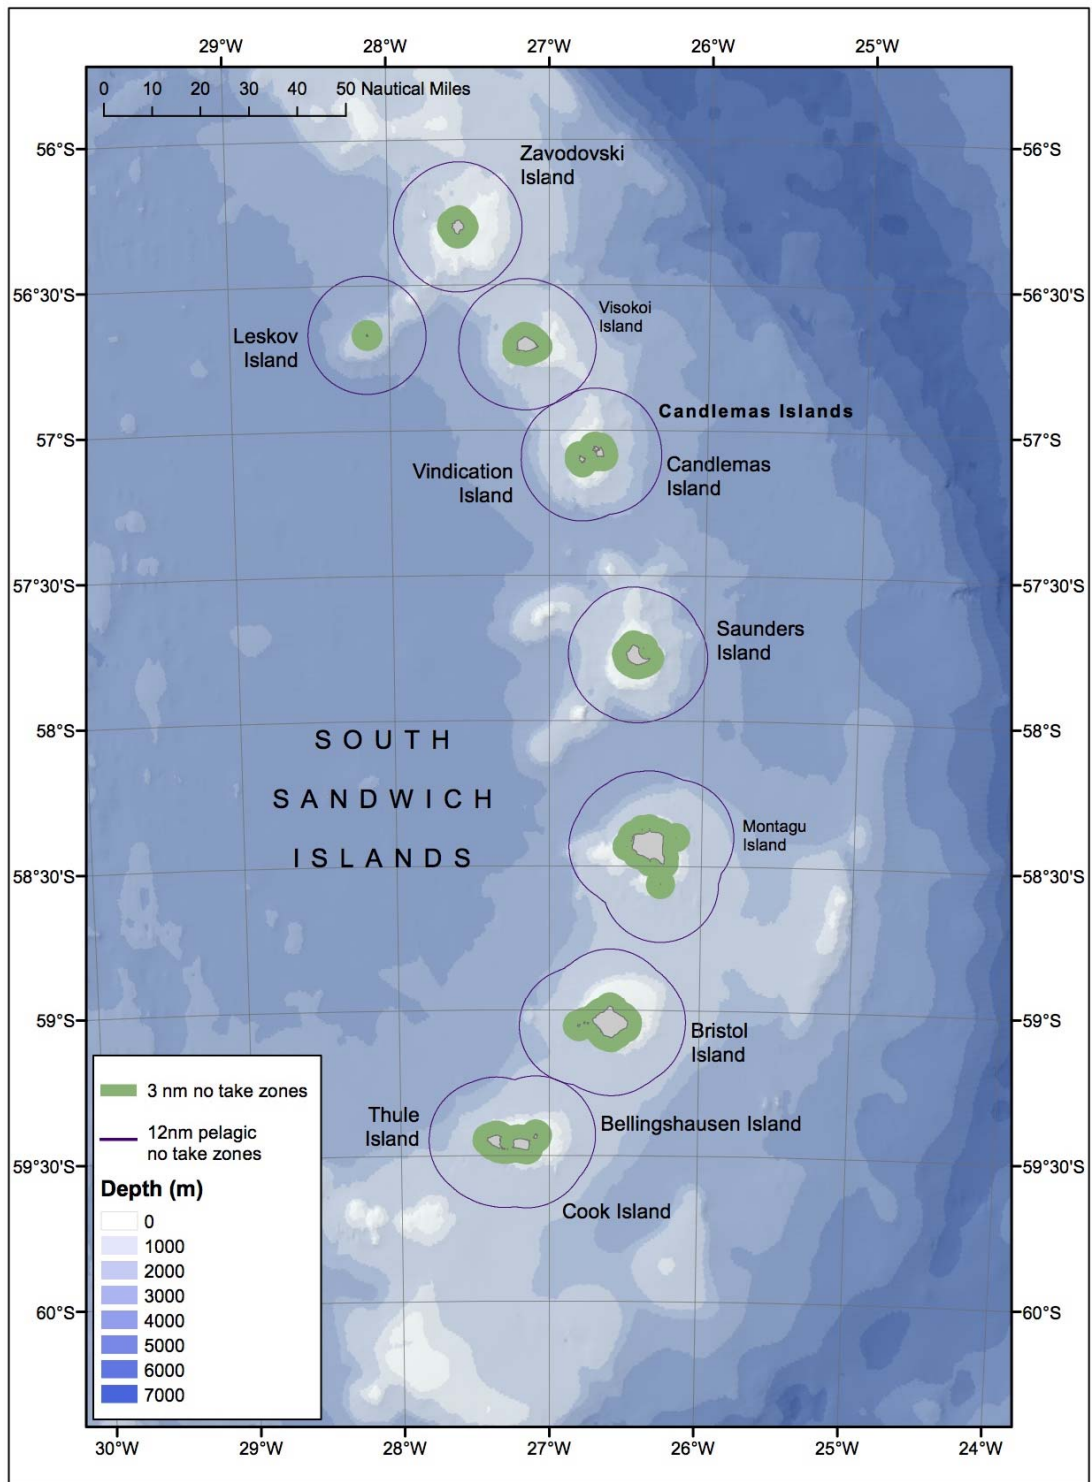 29°W 28°W 27°W 26°W 25°W
0 10 20 30 40 50 Nautical Miles
56°S 56°S
Zavodovski
Island
56°30'S 56°30'S
Visokoi
Island
Leskov
Island
Candlemas Islands
57°S 57°S
Vindication
Island
Candlemas
Island
57°30'S 57°30'S
Saunders
Island
58°S 58°S
SOUTH
SANDWICH
ISLANDS
Montagu
Island
58°30'S 58°30'S
59°S 59°S
Bristol
Island
Thule
Island
Bellingshausen Island
59°30'S 59°30'S
Cook Island
60°S 60°S
3 nm no take zones
12nm pelagic
no take zones
Depth (m)
0
1000
2000
3000
4000
5000
6000
7000
30°W 29°W 28°W 27°W 26°W 25°W 24°W